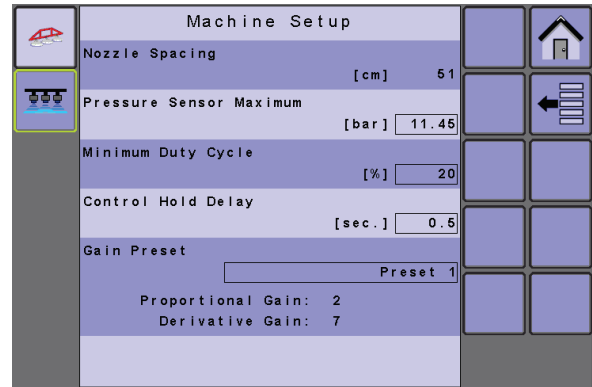 Machine Setup
Nozzle Spacing
[cm] 51
Pressure Sensor Maximum
[bar] 11.45
Minimum Duty Cycle
[%] 20
Control Hold Delay
[sec.] 0.5
Gain Preset
Preset 1
Proportional Gain: 2
Derivative Gain: 7